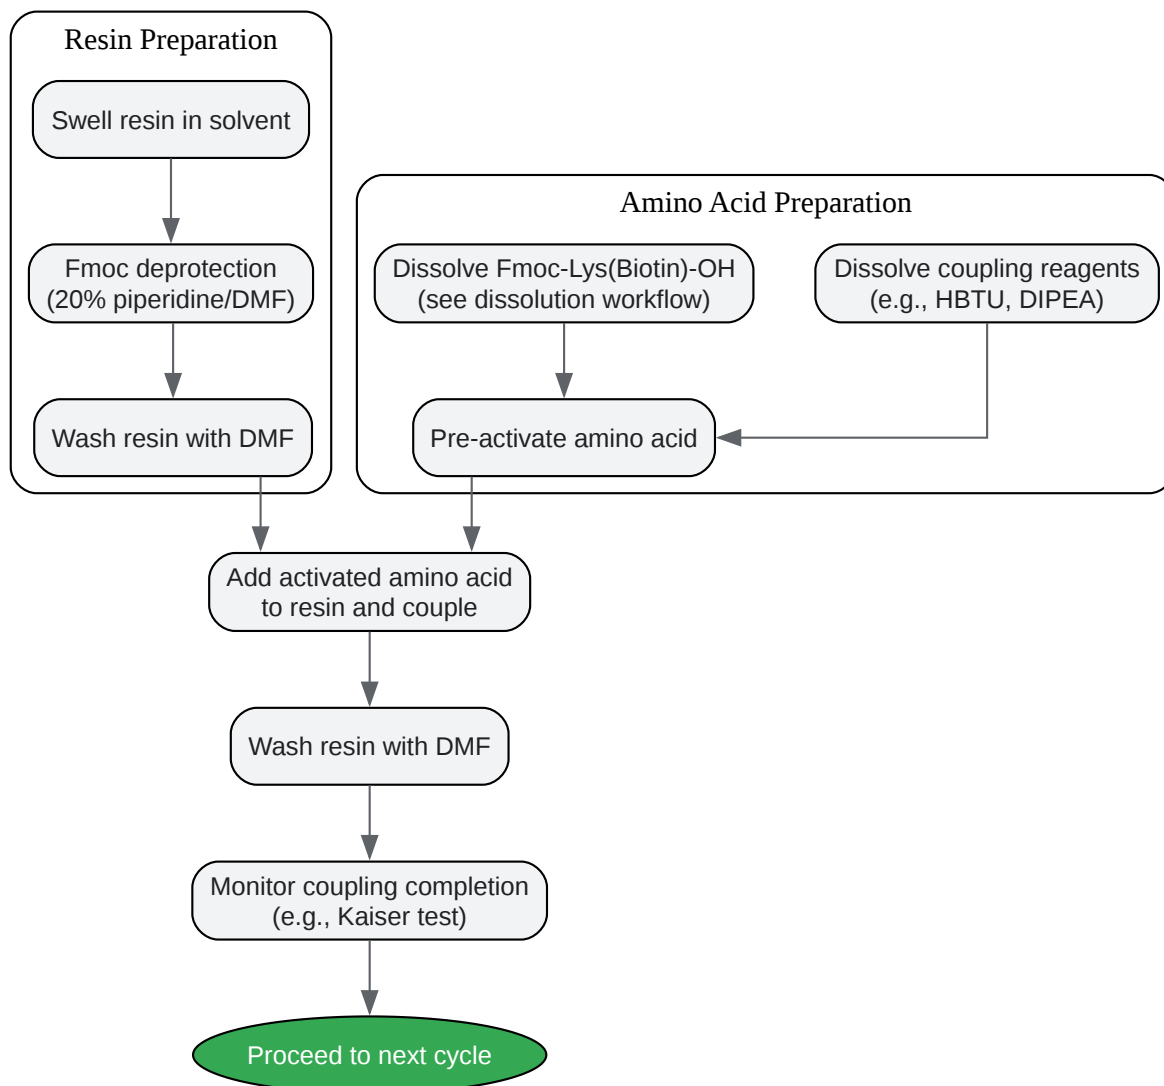 Resin Preparation
Swell resin in solvent
Fmoc deprotection
(20% piperidine/DMF)
Wash resin with DMF
Amino Acid Preparation
Dissolve Fmoc-Lys(Biotin)-OH
(see dissolution workflow)
Dissolve coupling reagents
(e.g., HBTU, DIPEA)
Pre-activate amino acid
Add activated amino acid
to resin and couple
Wash resin with DMF
Monitor coupling completion
(e.g., Kaiser test)
Proceed to next cycle